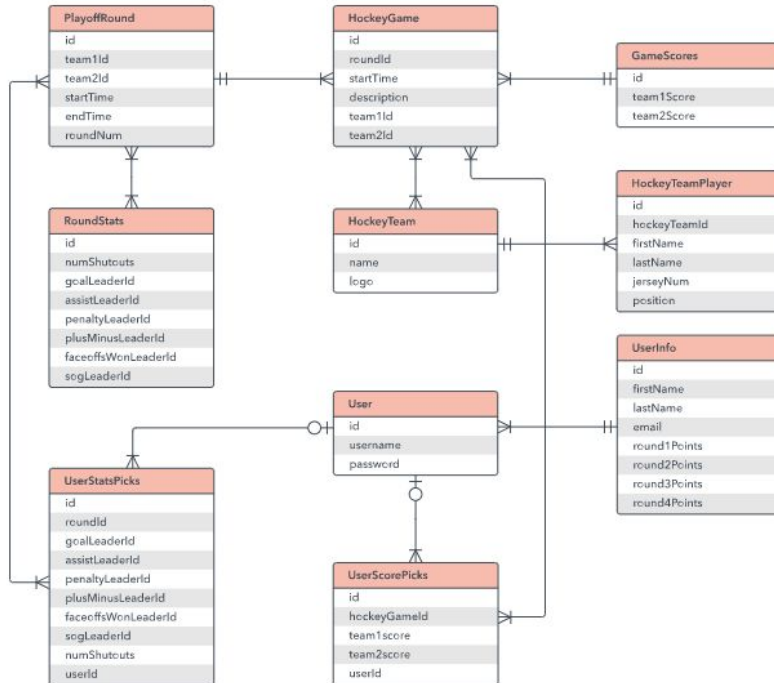 PlayoffRound
id
team1Id
team2Id
startTime
endTime
roundNum
HockeyGame
id
roundId
startTime
description
team1Id
team2Id
GameScores
id
team1Score
team2Score
RoundStats
id
numShutouts
goalLeaderId
assistLeaderId
penaltyLeaderId
plusMinusLeaderId
faceoffsWonLeaderId
sogLeaderId
HockeyTeam
id
name
logo
HockeyTeamPlayer
id
hockeyTeamId
firstName
lastName
jerseyNum
position
UserInfo
id
firstName
lastName
email
round1Points
round2Points
round3Points
round4Points
User
id
username
password
UserStatsPicks
id
roundId
goalLeaderId
assistLeaderId
penaltyLeaderId
plusMinusLeaderId
faceoffsWonLeaderId
sogLeaderId
numShutouts
userId
UserScorePicks
id
hockeyGameId
team1score
team2score
userId